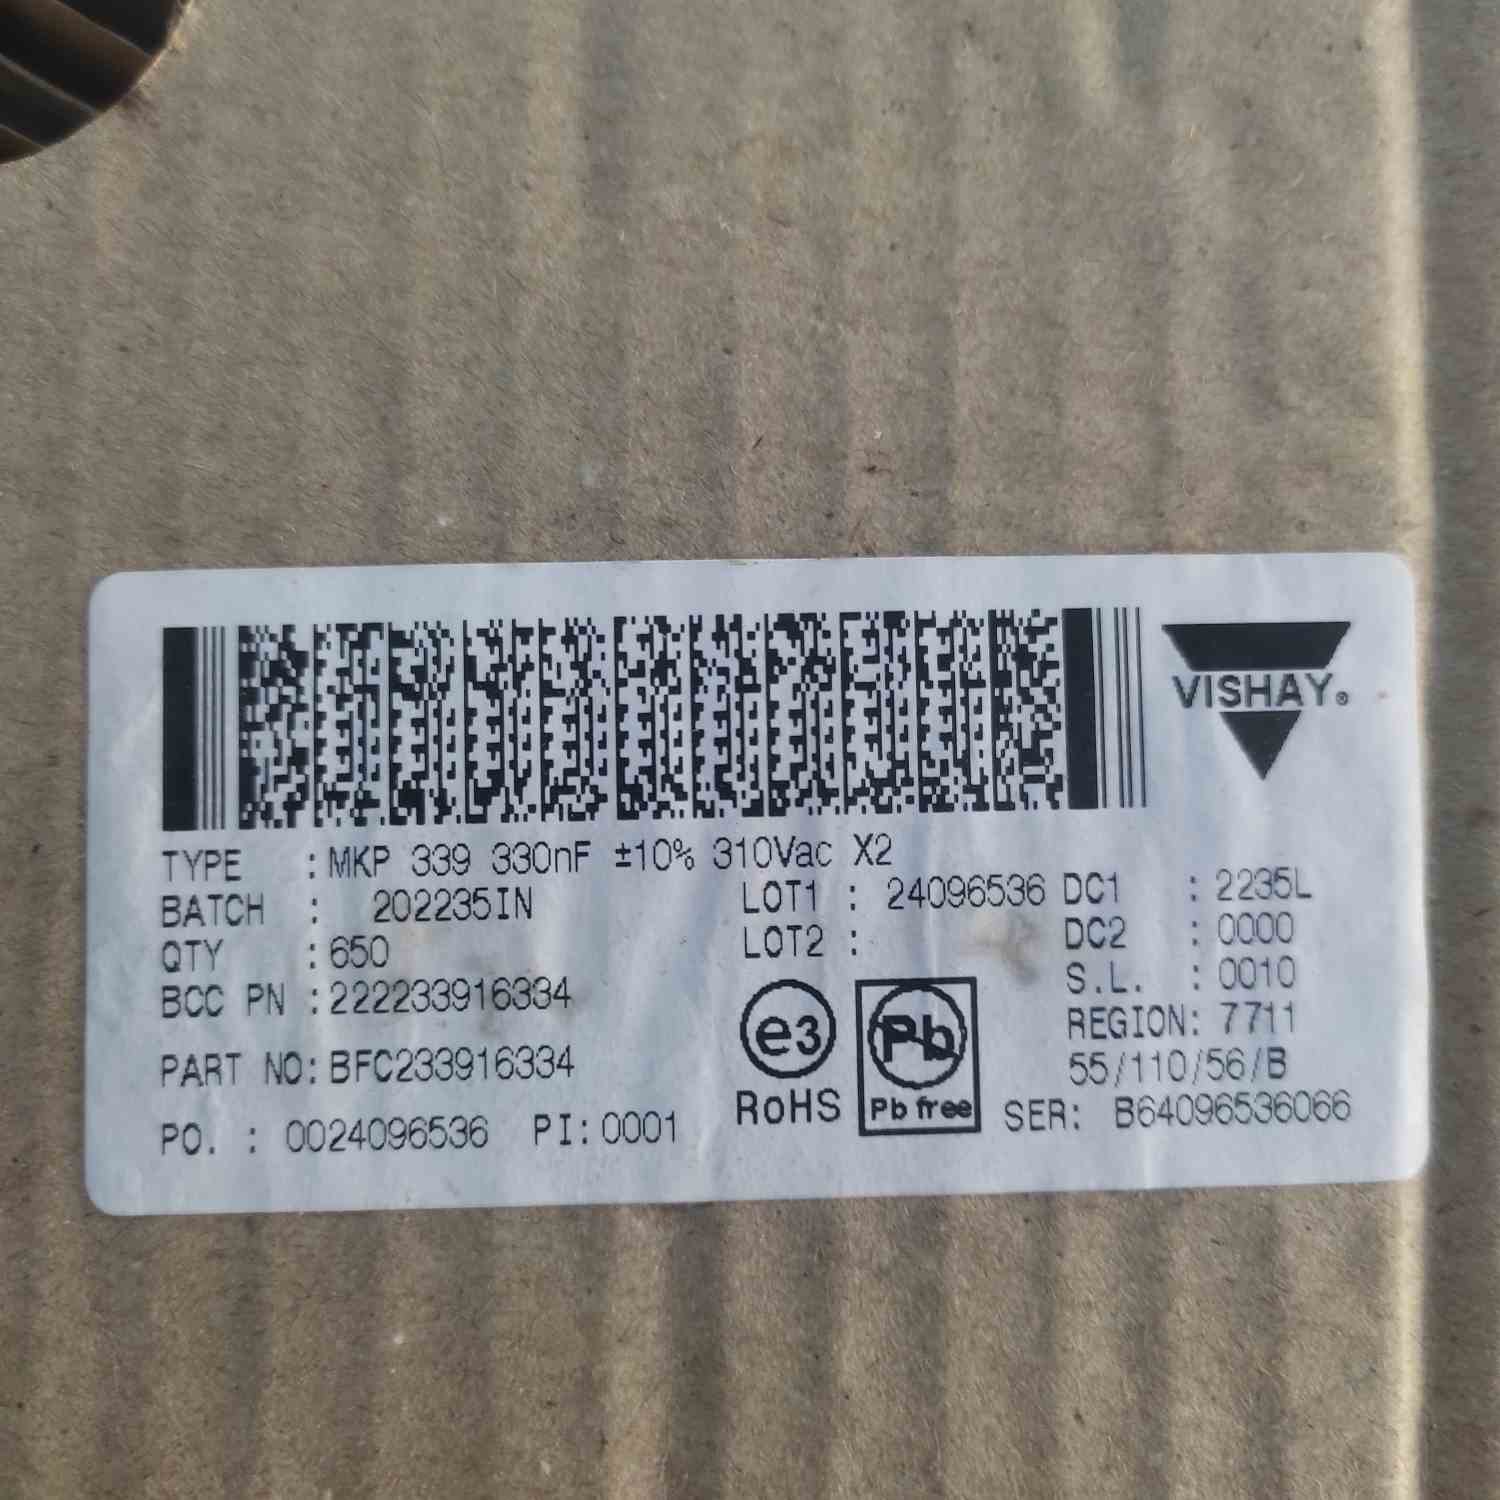 VISHAY®
TYPE : MKP 339 330nF ±10% 310Vac X2
BATCH : 202235IN LOT1 : 24096536 DC1 : 2235L
QTY : 650 LOT2 : DC2 : 0000
BCC PN : 222233916334 S.L. : 0010
e3 Pb REGION: 7711
PART NO: BFC233916334 55/110/56/B
RoHS Pb free SER: B64096536066
PO. : 0024096536 PI: 0001